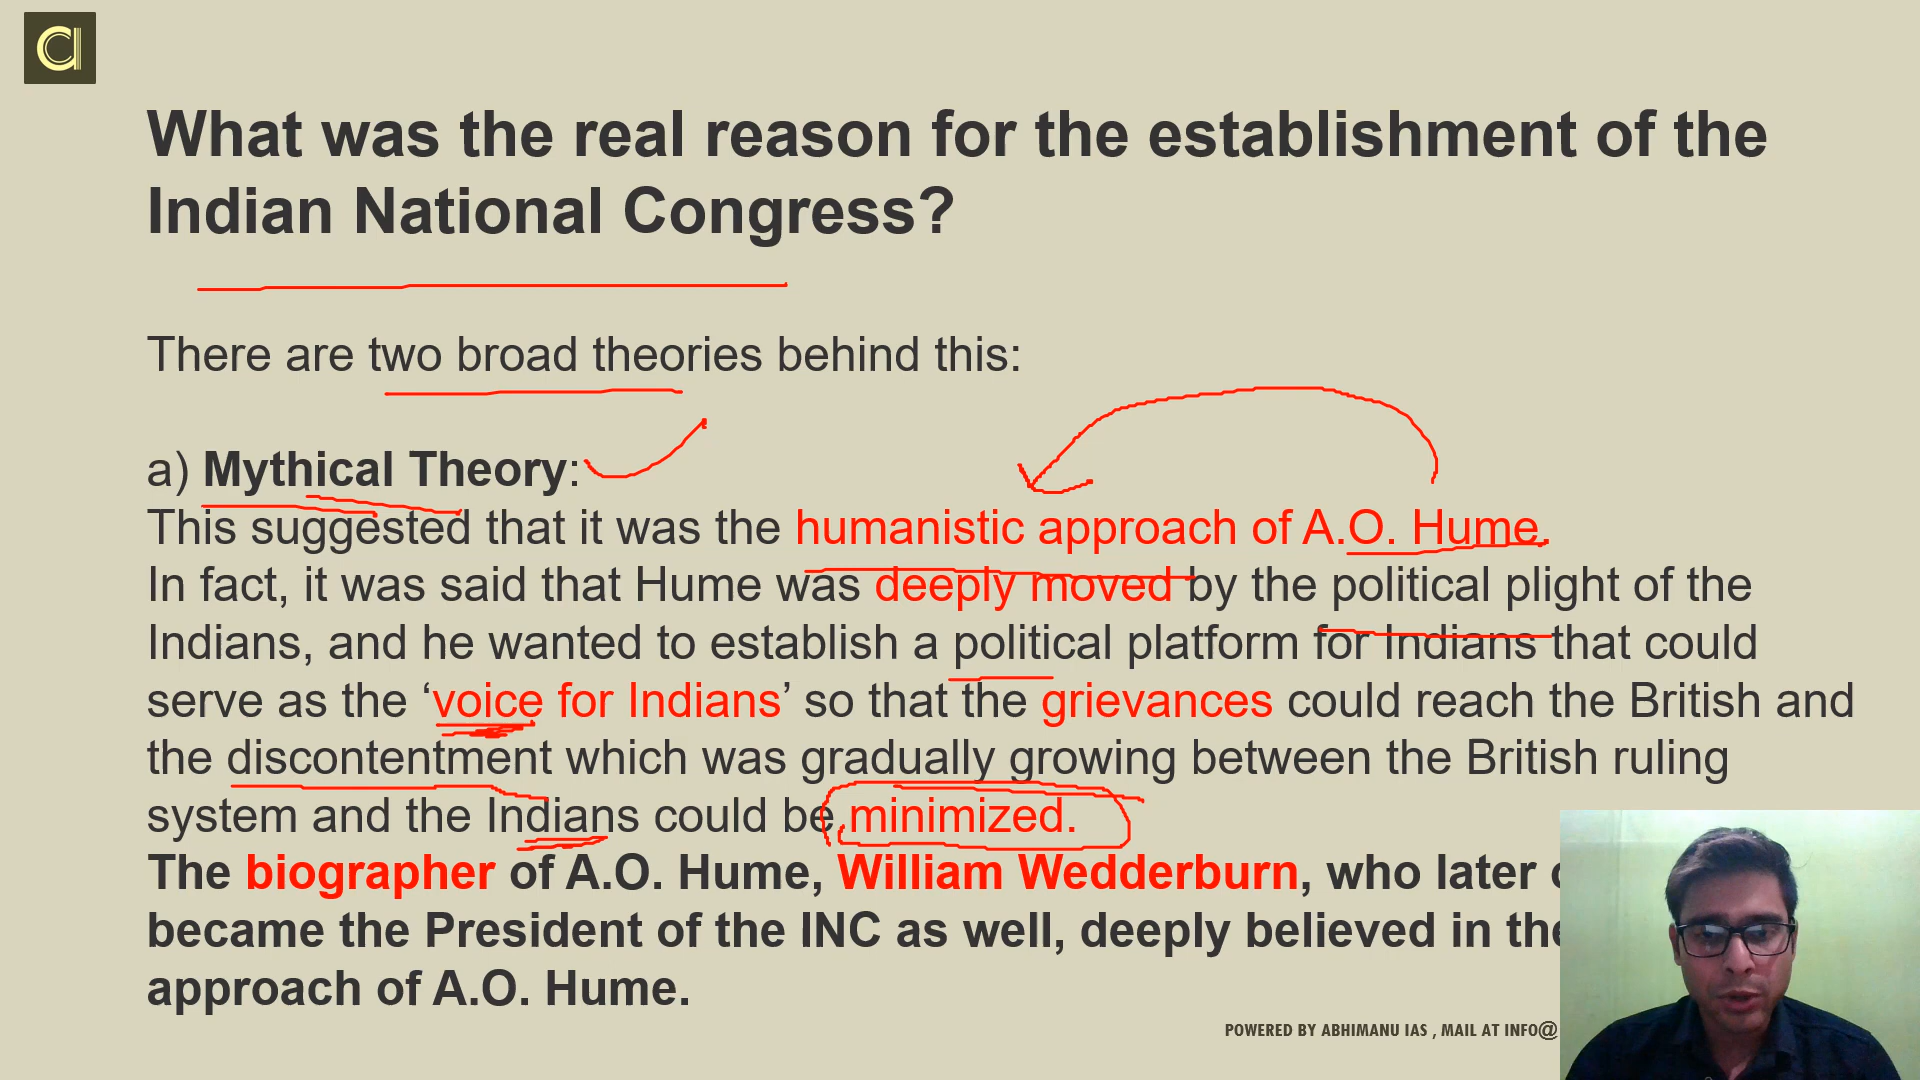 What was the real reason for the establishment of the
Indian National Congress?
There are two broad theories behind this:
a) Mythical Theory:
This suggested that it was the humanistic approach of A.O. Hume.
In fact, it was said that Hume was deeply moved by the political plight of the
Indians, and he wanted to establish a political platform for Indians that could
serve as the ‘voice for Indians’ so that the grievances could reach the British and
the discontentment which was gradually growing between the British ruling
system and the Indians could be minimized.
The biographer of A.O. Hume, William Wedderburn, who later
became the President of the INC as well, deeply believed in the
approach of A.O. Hume.
POWERED BY ABHIMANU IAS , MAIL AT INFO@